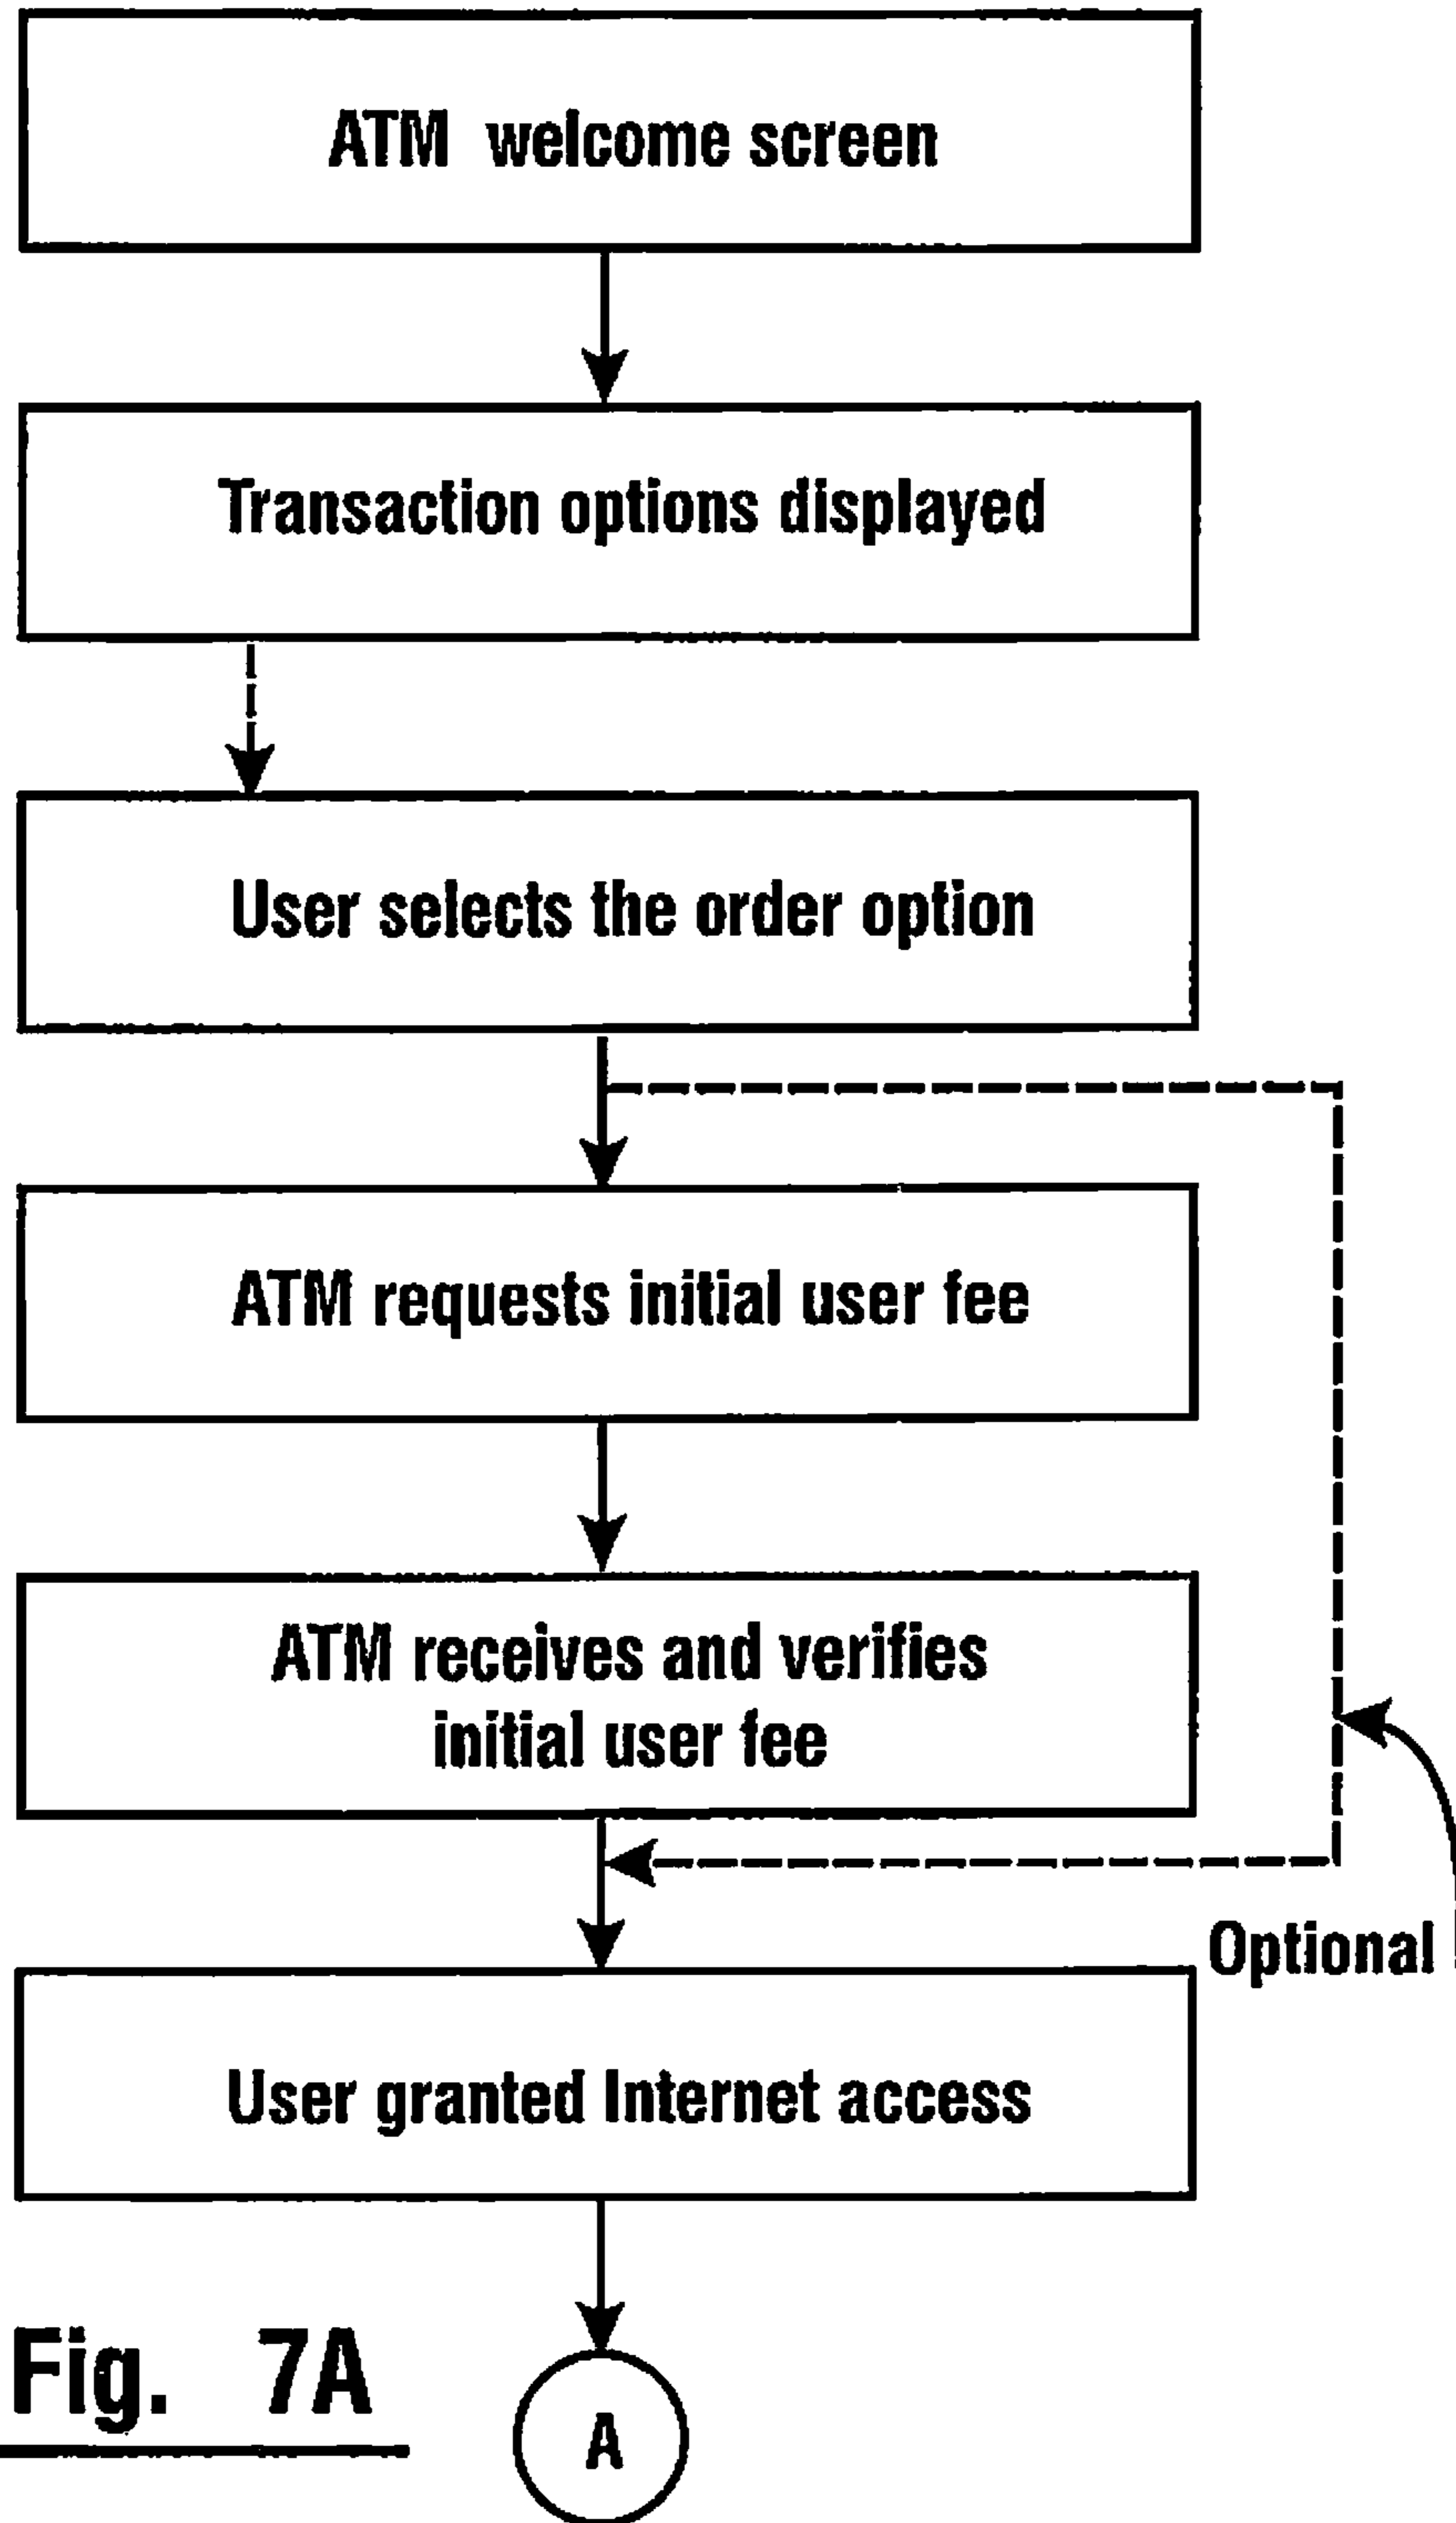 ATM welcome screen
Transaction options displayed
User selects the order option
ATM requests initial user fee
ATM receives and verifies
initial user fee
Optional
User granted Internet access
Fig. 7A
A